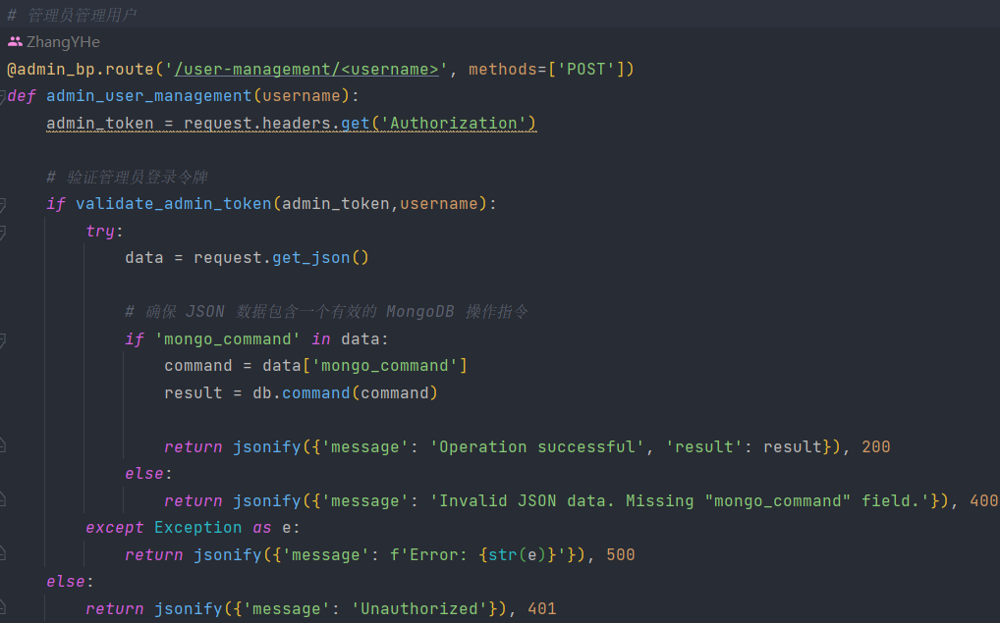 # 管理员管理用户
ZhangYHe
@admin_bp.route('/user-management/<username>', methods=['POST'])
def admin_user_management(username):
    admin_token = request.headers.get('Authorization')
    # 验证管理员登录令牌
    if validate_admin_token(admin_token,username):
        try:
            data = request.get_json()
            # 确保 JSON 数据包含一个有效的 MongoDB 操作指令
            if 'mongo_command' in data:
                command = data['mongo_command']
                result = db.command(command)
                return jsonify({'message': 'Operation successful', 'result': result}), 200
            else:
                return jsonify({'message': 'Invalid JSON data. Missing "mongo_command" field.'}), 400
        except Exception as e:
            return jsonify({'message': f'Error: {str(e)}'}), 500
    else:
        return jsonify({'message': 'Unauthorized'}), 401